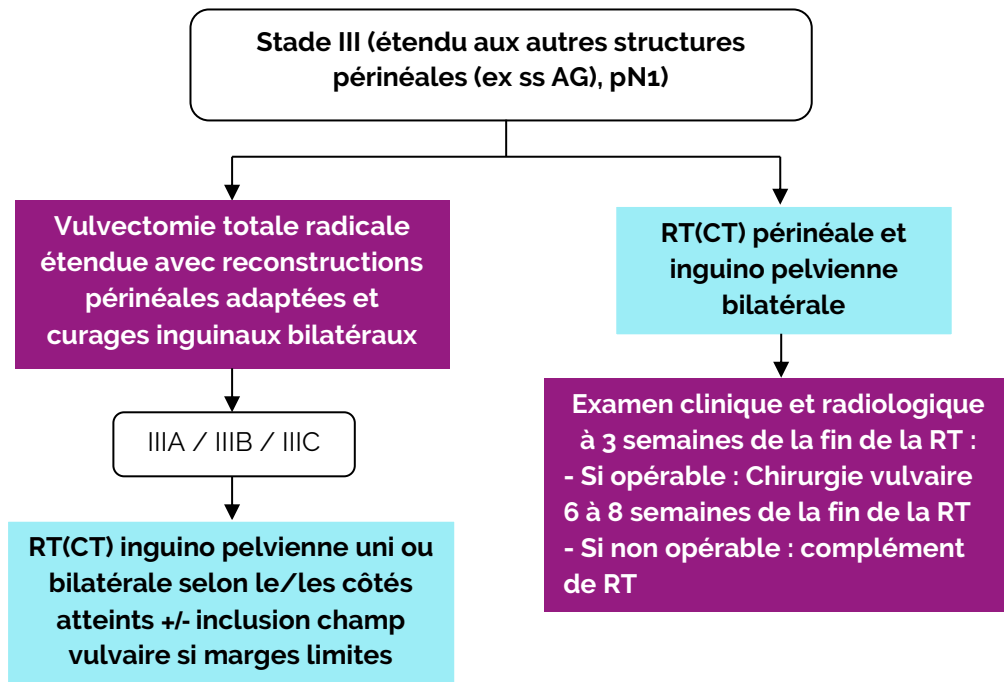 Stade III (étendu aux autres structures
périnéales (ex ss AG), pN1)
Vulvectomie totale radicale
étendue avec reconstructions
périnéales adaptées et
curages inguinaux bilatéraux
IIIA / IIIB / IIIC
RT(CT) inguino pelvienne uni ou
bilatérale selon le/les côtés
atteints +/- inclusion champ
vulvaire si marges limites
RT(CT) périnéale et
inguino pelvienne
bilatérale
Examen clinique et radiologique
à 3 semaines de la fin de la RT :
- Si opérable : Chirurgie vulvaire
6 à 8 semaines de la fin de la RT
- Si non opérable : complément
de RT